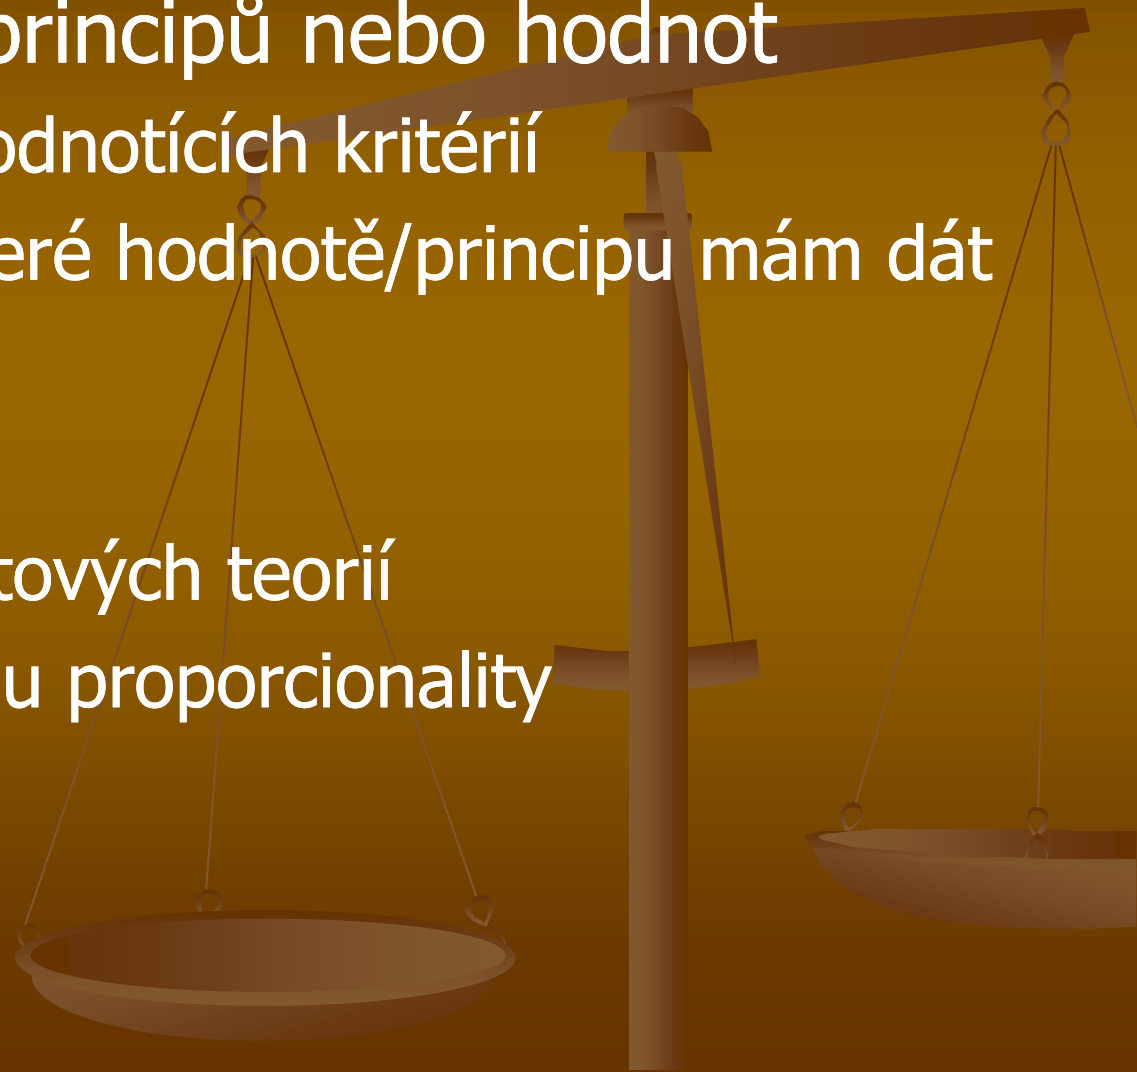 principů nebo hodnot
odnotících kritérií
eré hodnotě/principu mám dát
tových teorií
u proporcionality